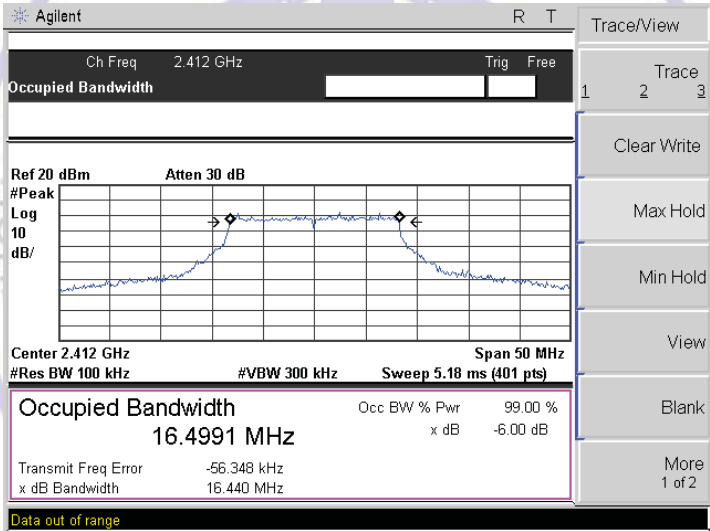 Agilent R T
Trace/View
Ch Freq 2.412 GHz Trig Free
Occupied Bandwidth
Trace
1 2 3
Clear Write
Max Hold
Min Hold
View
Blank
More
1 of 2
Ref 20 dBm Atten 30 dB
#Peak
Log
10
dB/
Center 2.412 GHz Span 50 MHz
#Res BW 100 kHz #VBW 300 kHz Sweep 5.18 ms (401 pts)
Occupied Bandwidth Occ BW % Pwr 99.00 %
16.4991 MHz x dB -6.00 dB
Transmit Freq Error -56.348 kHz
x dB Bandwidth 16.440 MHz
Data out of range